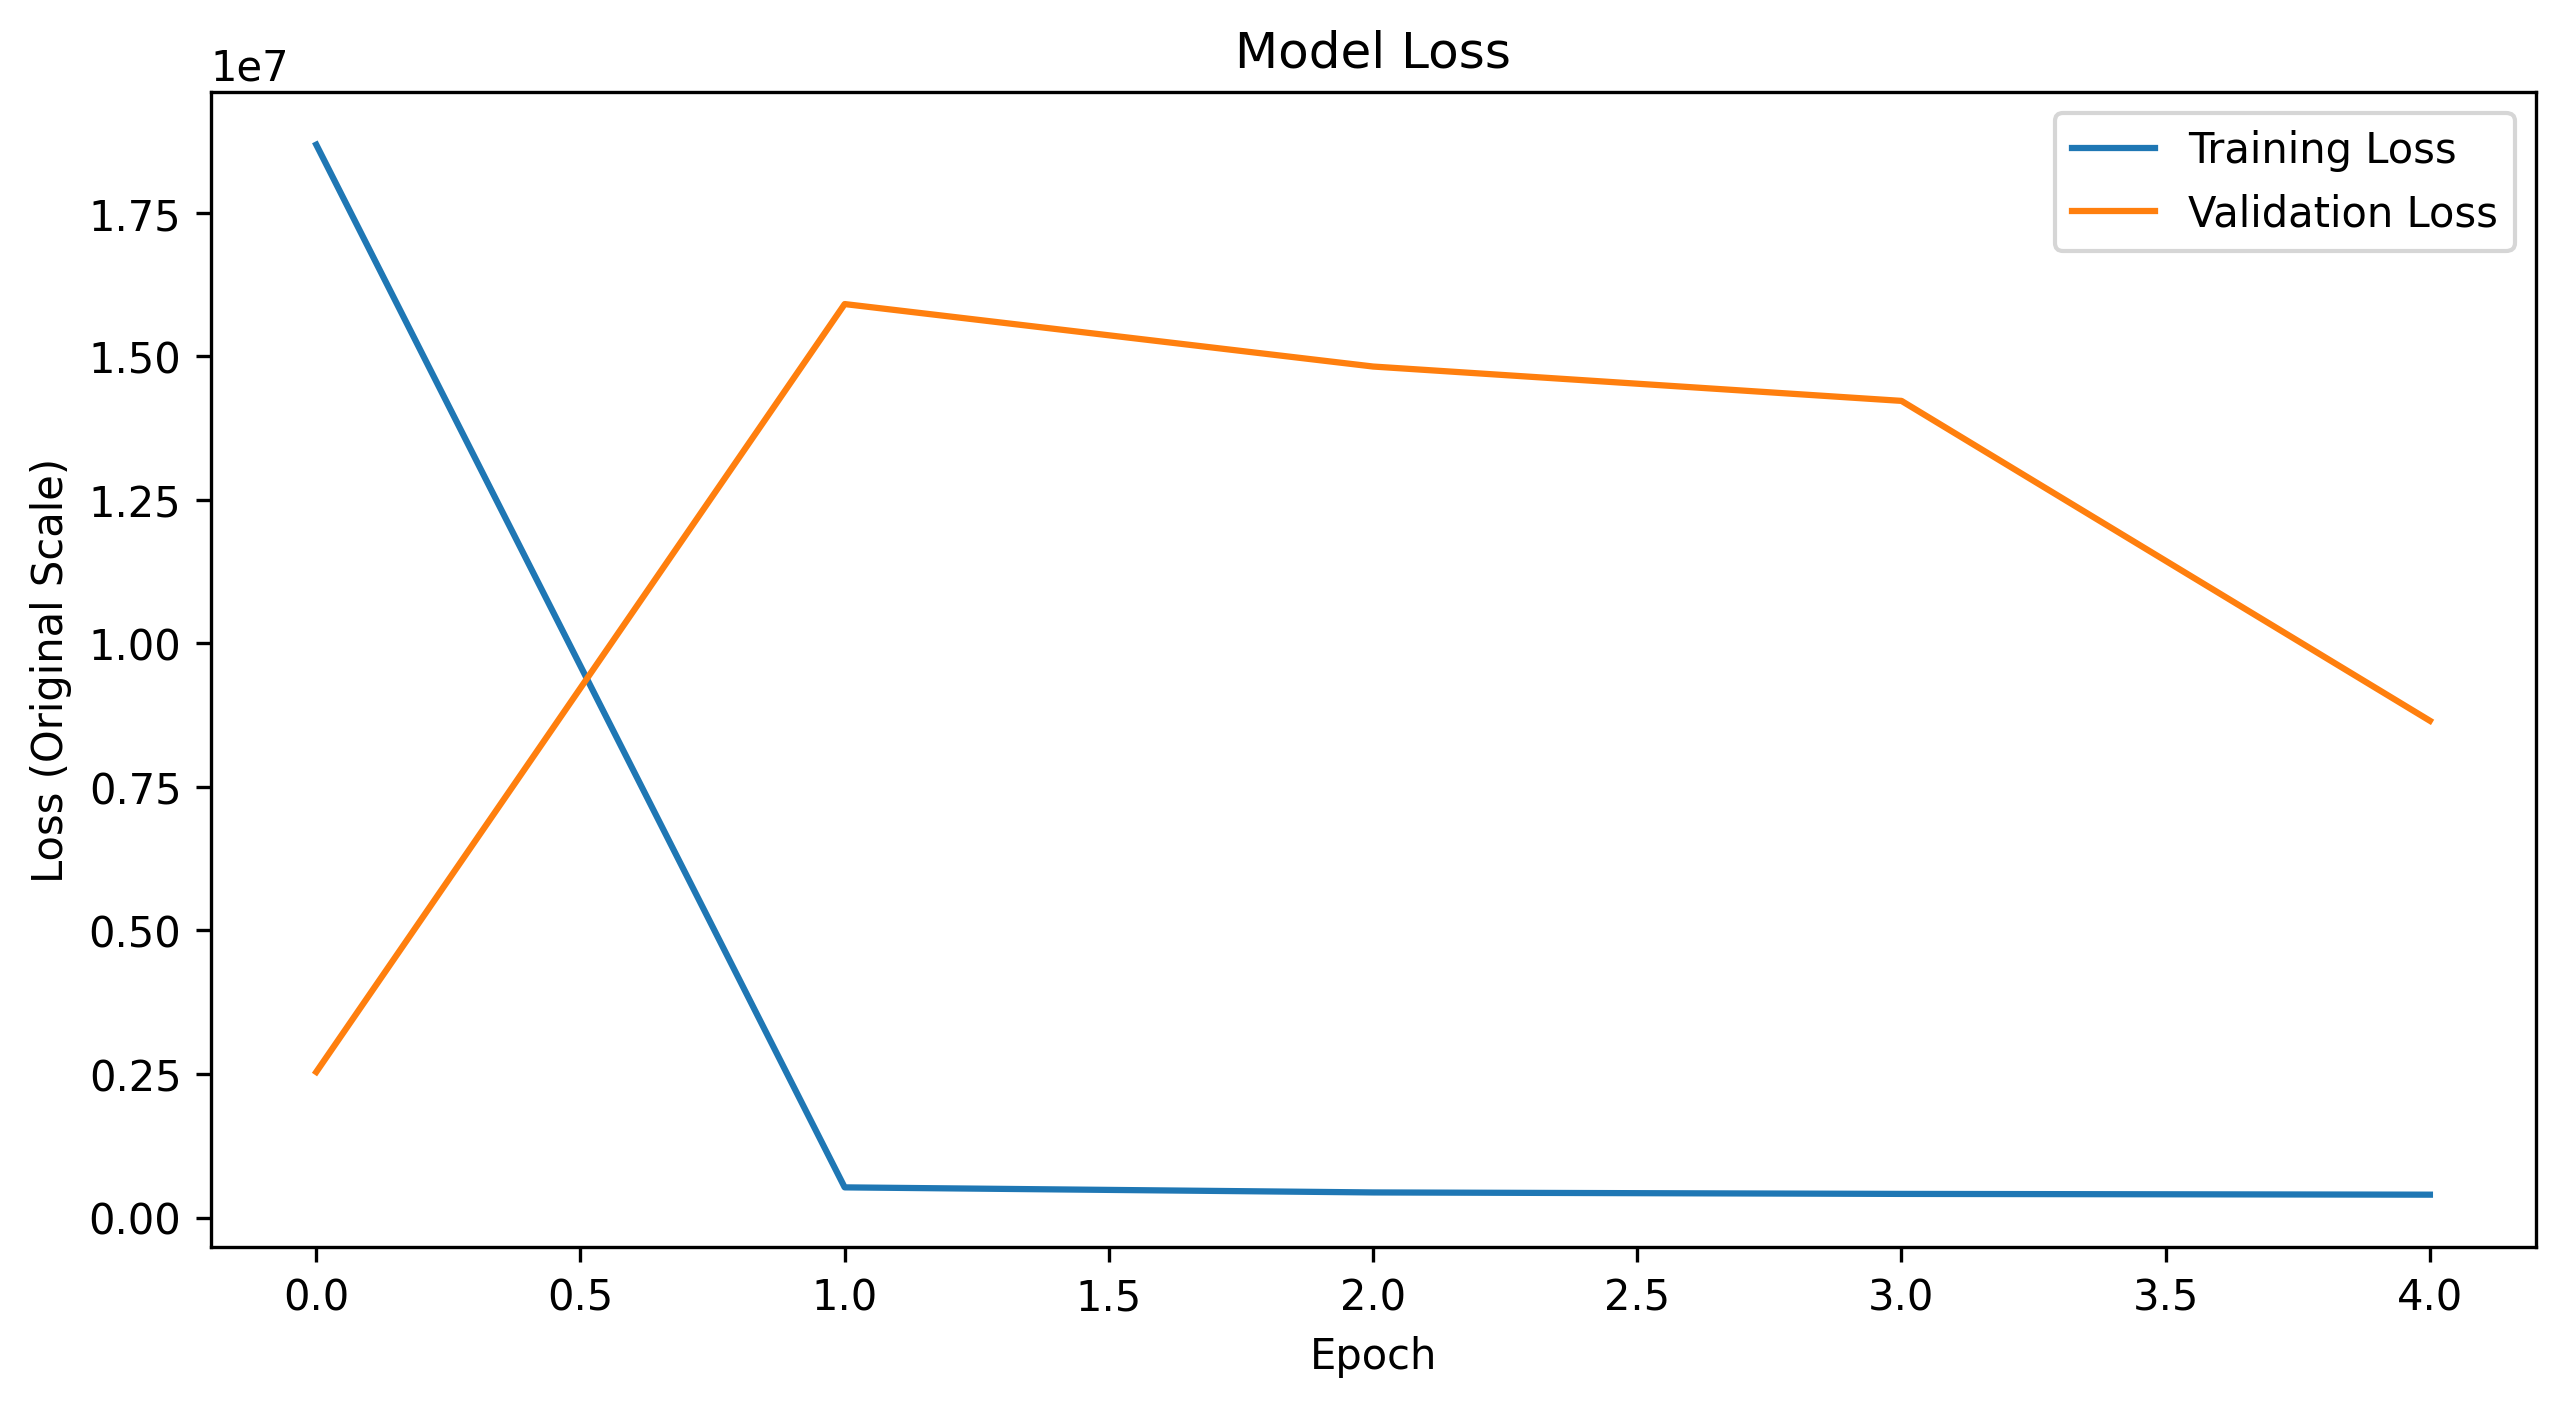 Model Loss
1e7
Training Loss
Validation Loss
Loss (Original Scale)
1.75
1.50
1.25
1.00
0.75
0.50
0.25
0.00
0.0 0.5 1.0 1.5 2.0 2.5 3.0 3.5 4.0
Epoch